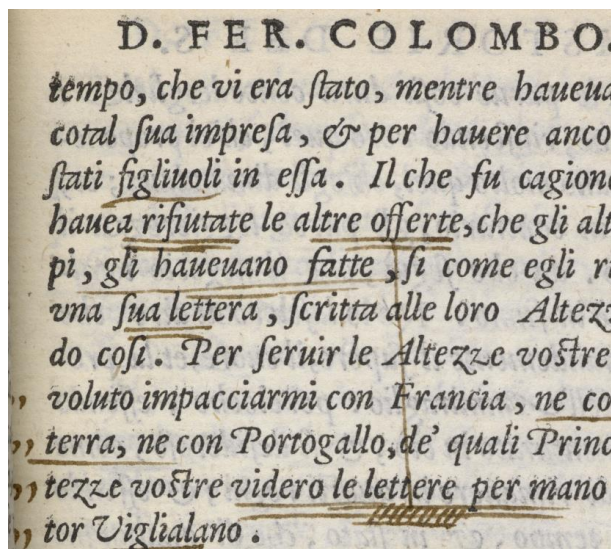 D. FER. COLOMBO.
tempo, che vi era ſtato, mentre haueua
cotal ſua impreſa, & per hauere anco
ſtati figliuoli in eſſa. Il che fu cagion
hauea rifiutate le altre offerte, che gli al
pi, gli haueuano fatte, ſi come egli ri
vna ſua lettera, ſcritta alle loro Altezz
do coſi. Per ſeruir le Altezze voſtre
,, voluto impacciarmi con Francia, ne co
,, terra, ne con Portogallo, de' quali Princ
,, tezze voſtre videro le lettere per mano
,, tor Viglialano.